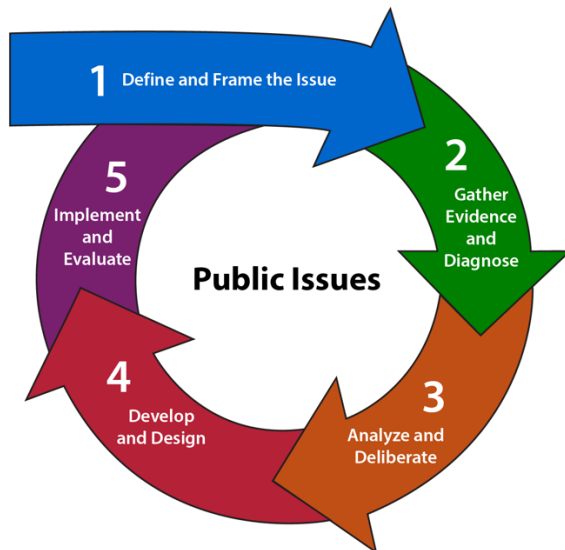 1 Define and Frame the Issue
2
Gather
Evidence
and
Diagnose
3
Analyze and
Deliberate
4
Develop
and Design
5
Implement
and
Evaluate
Public Issues